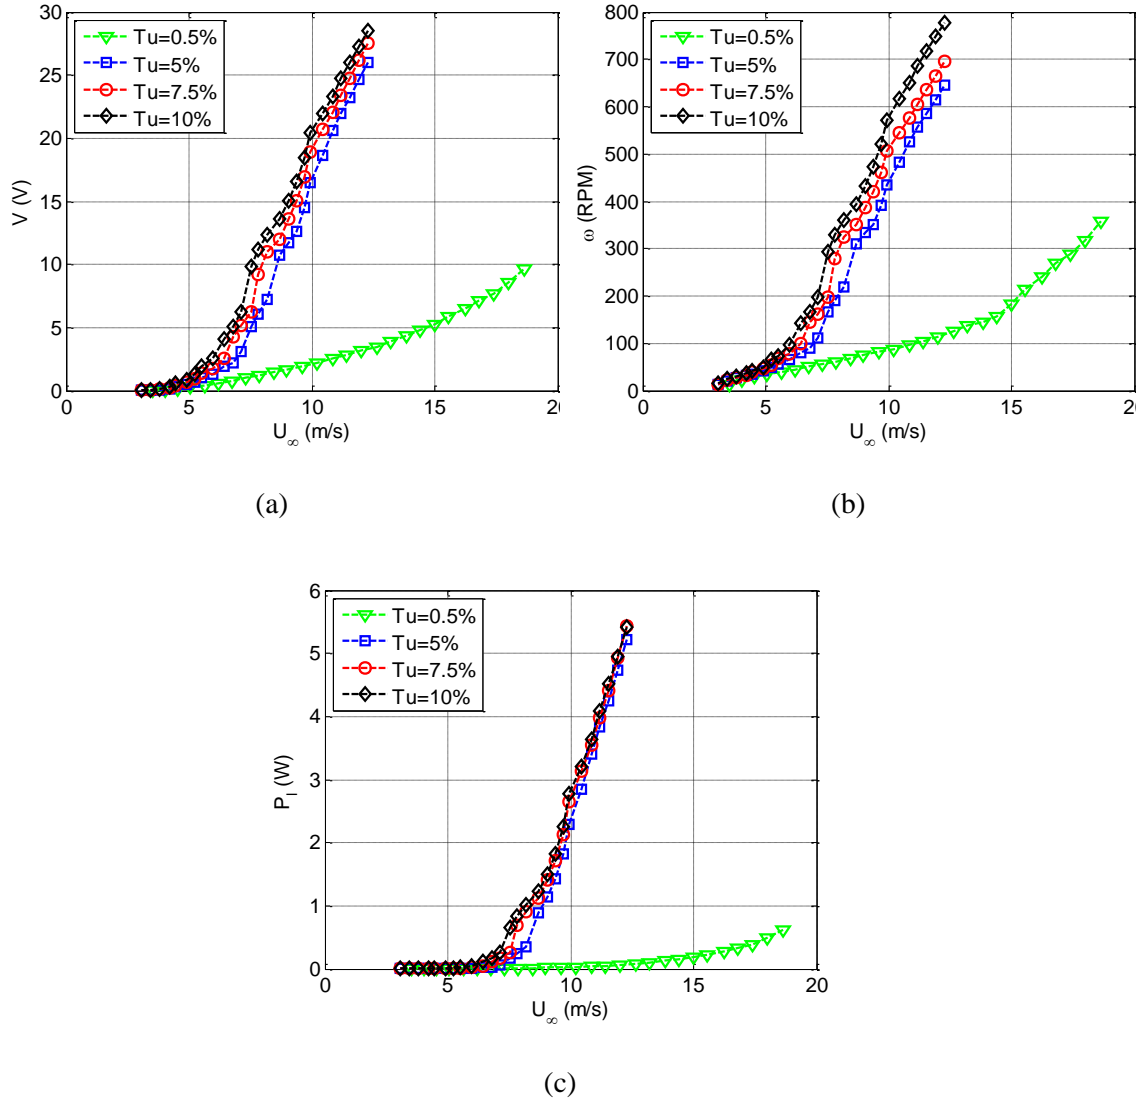 Tu=0.5%
Tu=5%
Tu=7.5%
Tu=10%
30
25
20
15
10
5
0
V (V)
0 5 10 15 20
U∞ (m/s)
(a)
Tu=0.5%
Tu=5%
Tu=7.5%
Tu=10%
800
700
600
500
400
300
200
100
0
ω (RPM)
0 5 10 15 20
U∞ (m/s)
(b)
Tu=0.5%
Tu=5%
Tu=7.5%
Tu=10%
6
5
4
3
2
1
0
P_l (W)
0 5 10 15 20
U∞ (m/s)
(c)